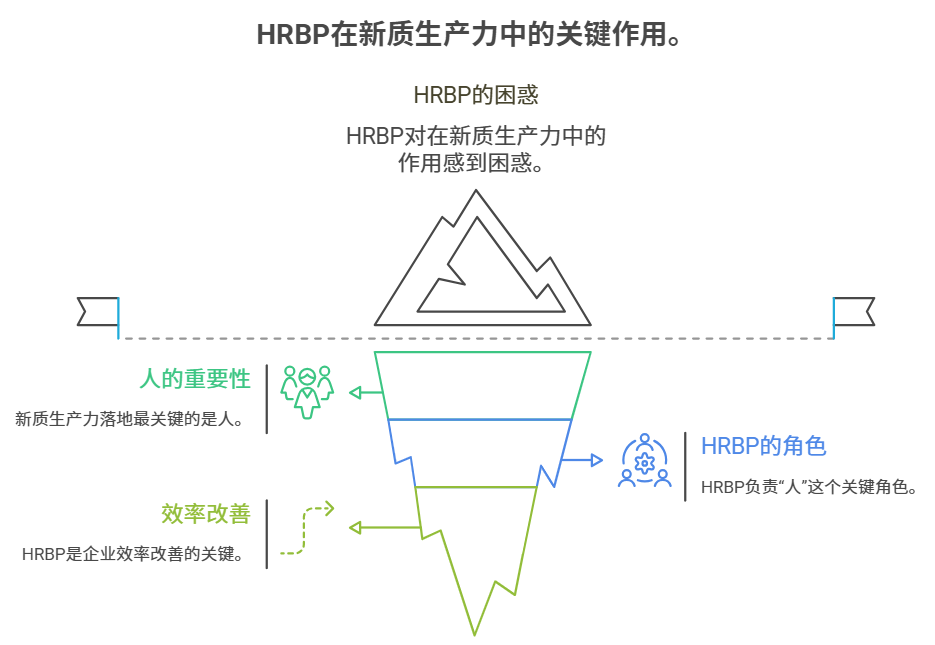 HRBP在新质生产力中的关键作用。
HRBP的困惑
HRBP对在新质生产力中的
作用感到困惑。
人的重要性
新质生产力落地最关键的是人。
HRBP的角色
HRBP负责“人”这个关键角色。
效率改善
HRBP是企业效率改善的关键。